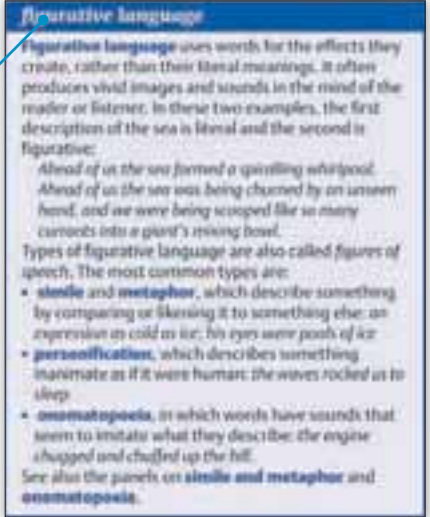 figurative language
Figurative language uses words for the effects they
create, rather than their literal meanings. It often
produces vivid images and sounds in the mind of the
reader or listener. In these two examples, the first
description of the sea is literal and the second is
figurative:
Ahead of us the sea formed a spiralling whirlpool.
Ahead of us the sea was being churned by an unseen
hand, and we were being scooped like so many
currants into a giant's mixing bowl.
Types of figurative language are also called figures of
speech. The most common types are:
• simile and metaphor, which describe something
by comparing or likening it to something else: an
expression as cold as ice; his eyes were pools of ice
• personification, which describes something
inanimate as if it were human: the waves rocked us to
sleep
• onomatopoeia, in which words have sounds that
seem to imitate what they describe: the engine
chugged and chuffed up the hill.
See also the panels on simile and metaphor and
onomatopoeia.